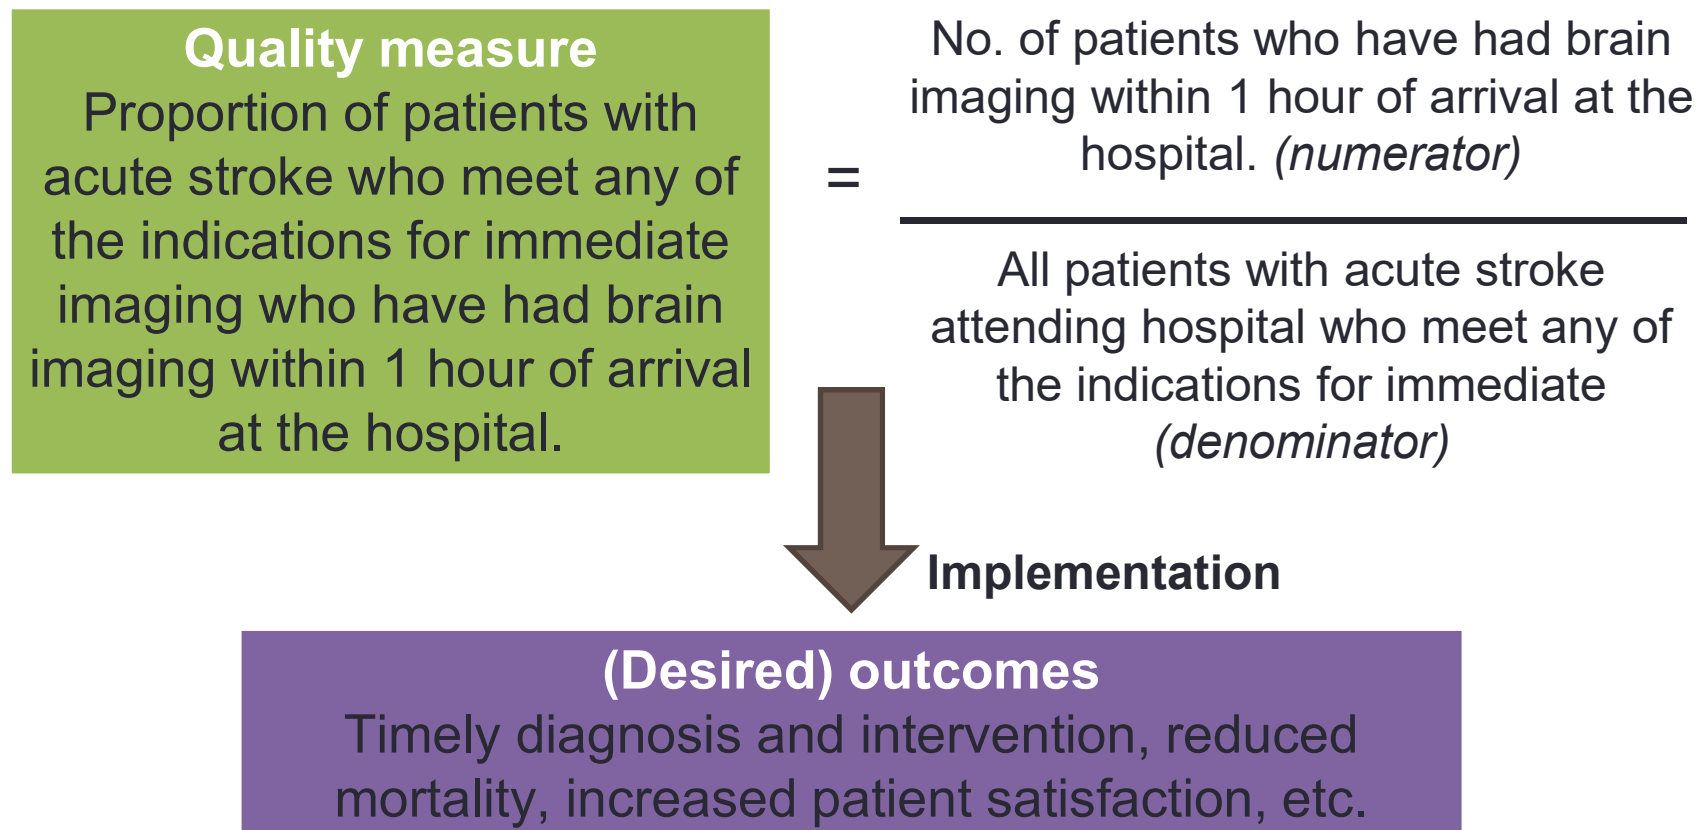 Quality measure
Proportion of patients with
acute stroke who meet any of
the indications for immediate
imaging who have had brain
imaging within 1 hour of arrival
at the hospital.
=
No. of patients who have had brain
imaging within 1 hour of arrival at the
hospital. (numerator)
All patients with acute stroke
attending hospital who meet any of
the indications for immediate
(denominator)
Implementation
(Desired) outcomes
Timely diagnosis and intervention, reduced
mortality, increased patient satisfaction, etc.